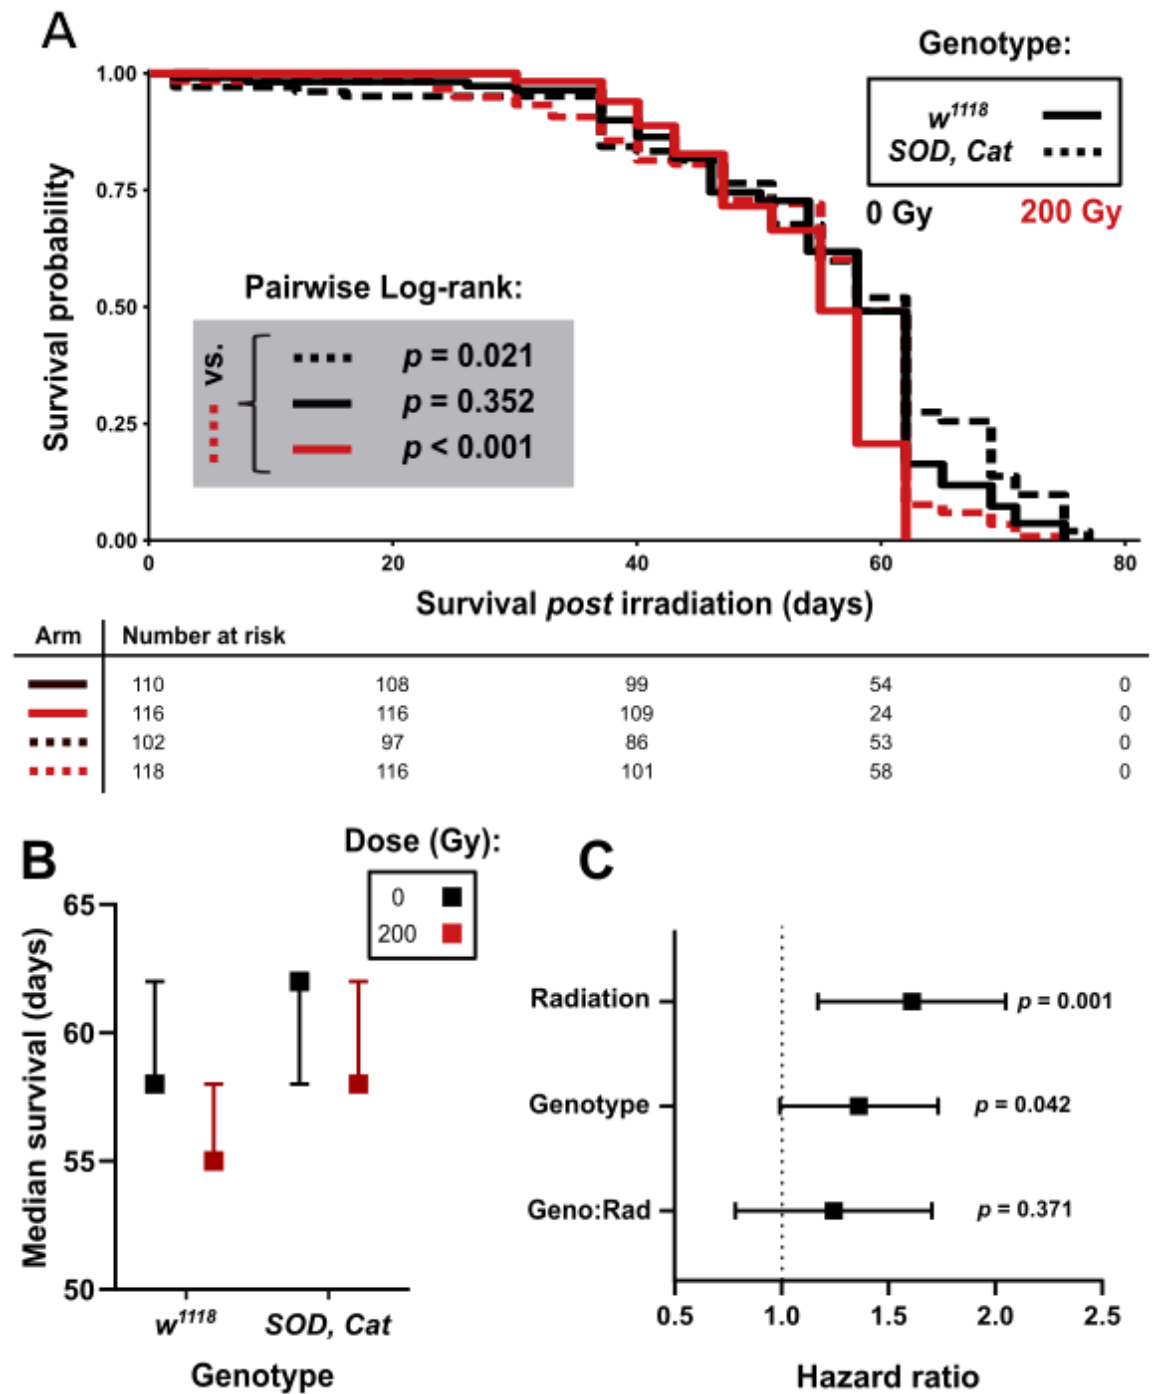 A
Genotype:
w1118
SOD, Cat
0 Gy 200 Gy
Survival probability
1.00
0.75
0.50
0.25
0.00
Pairwise Log-rank:
vs.
p = 0.021
p = 0.352
p < 0.001
0 20 40 60 80
Survival post irradiation (days)
Arm Number at risk
110 108 99 54 0
116 116 109 24 0
102 97 86 53 0
118 116 101 58 0
B
Dose (Gy):
0
200
Median survival (days)
65
60
55
50
w1118 SOD, Cat
Genotype
C
Radiation p = 0.001
Genotype p = 0.042
Geno:Rad p = 0.371
0.5 1.0 1.5 2.0 2.5
Hazard ratio